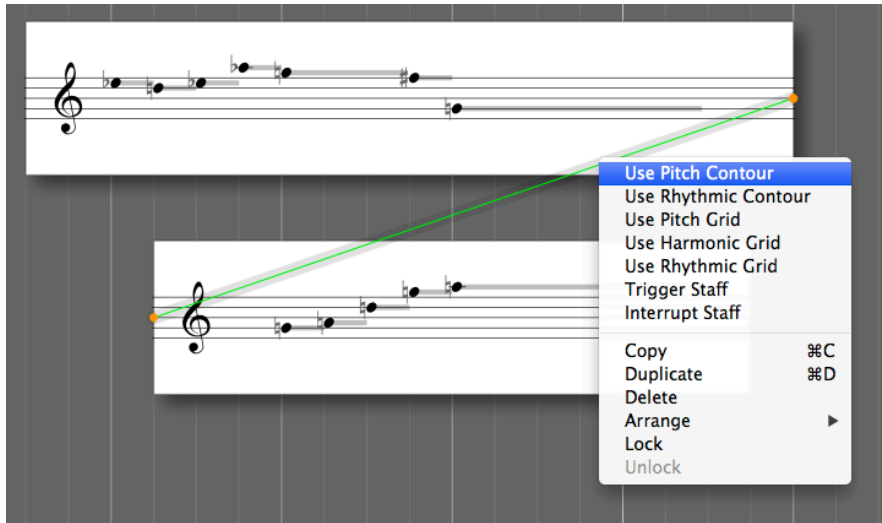 Use Pitch Contour
Use Rhythmic Contour
Use Pitch Grid
Use Harmonic Grid
Use Rhythmic Grid
Trigger Staff
Interrupt Staff
Copy ⌘C
Duplicate ⌘D
Delete
Arrange ▶
Lock
Unlock